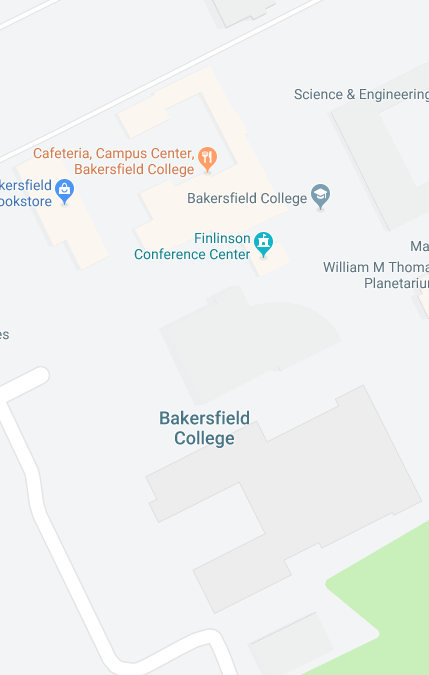 Science & Engineering
Cafeteria, Campus Center,
Bakersfield College
kersfield
ookstore
Bakersfield College
Finlinson
Conference Center
Ma
William M Thoma
Planetariu
es
Bakersfield
College